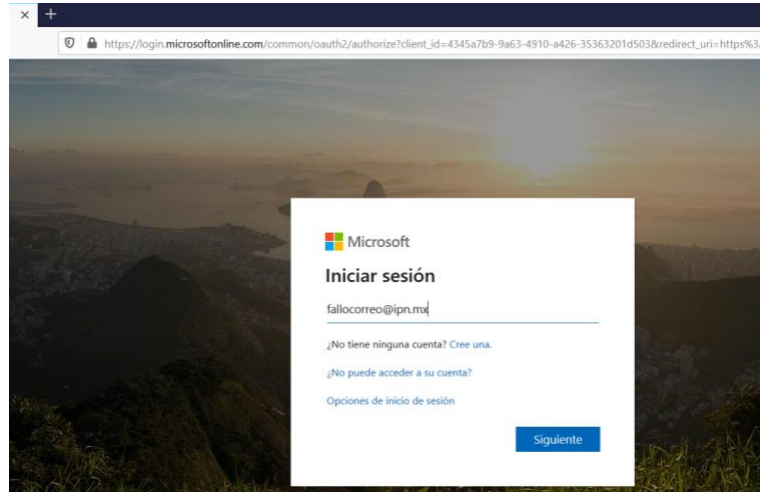 https://login.microsoftonline.com/common/oauth2/authorize?client_id=4345a7b9-9a63-4910-a426-35363201d503&redirect_uri=https%3
Microsoft
Iniciar sesión
fallocorreo@ipn.mx
¿No tiene ninguna cuenta? Cree una.
¿No puede acceder a su cuenta?
Opciones de inicio de sesión
Siguiente